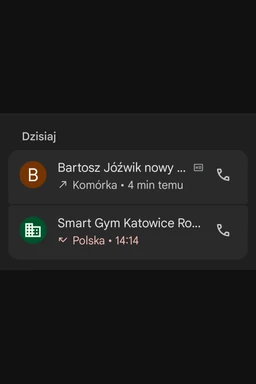 Dzisiaj
B
Bartosz Jóźwik nowy ...
Komórka • 4 min temu
Smart Gym Katowice Ro...
Polska • 14:14